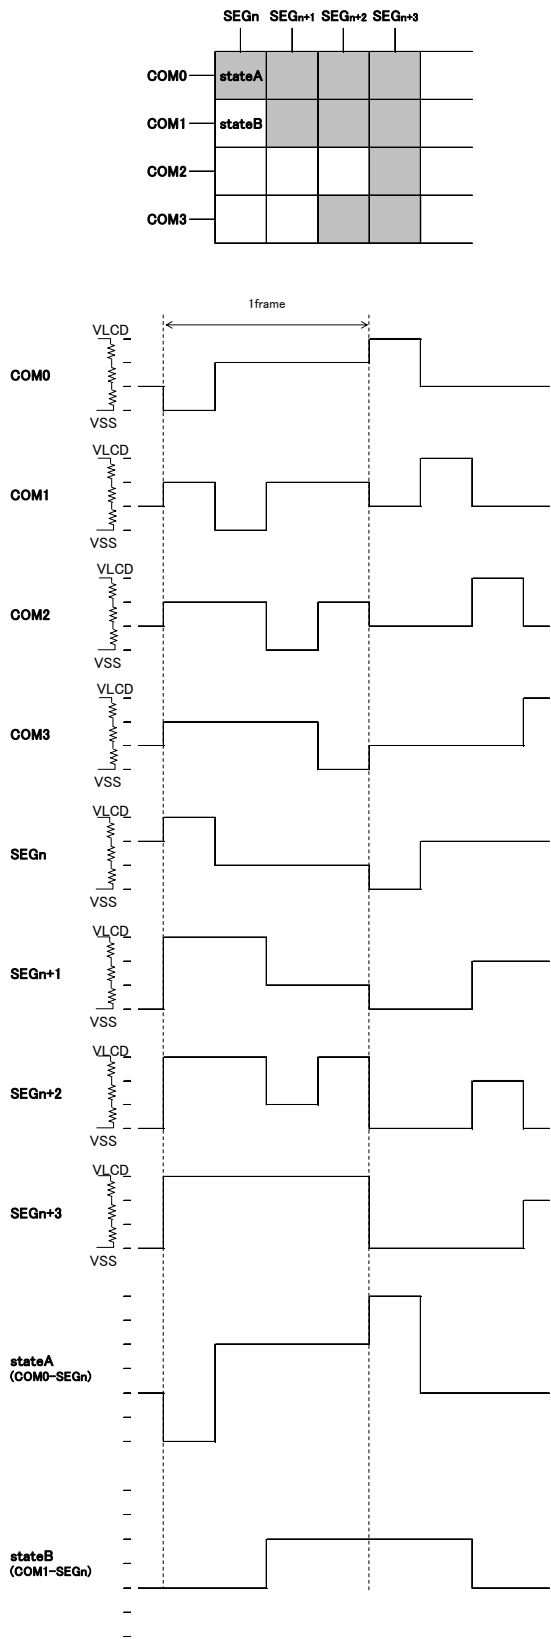 SEGn SEGn+1 SEGn+2 SEGn+3
COM0 stateA
COM1 stateB
COM2
COM3
1frame
VLCD
COM0
VSS
VLCD
COM1
VSS
VLCD
COM2
VSS
VLCD
COM3
VSS
VLCD
SEGn
VSS
VLCD
SEGn+1
VSS
VLCD
SEGn+2
VSS
VLCD
SEGn+3
VSS
stateA
(COM0-SEGn)
stateB
(COM1-SEGn)